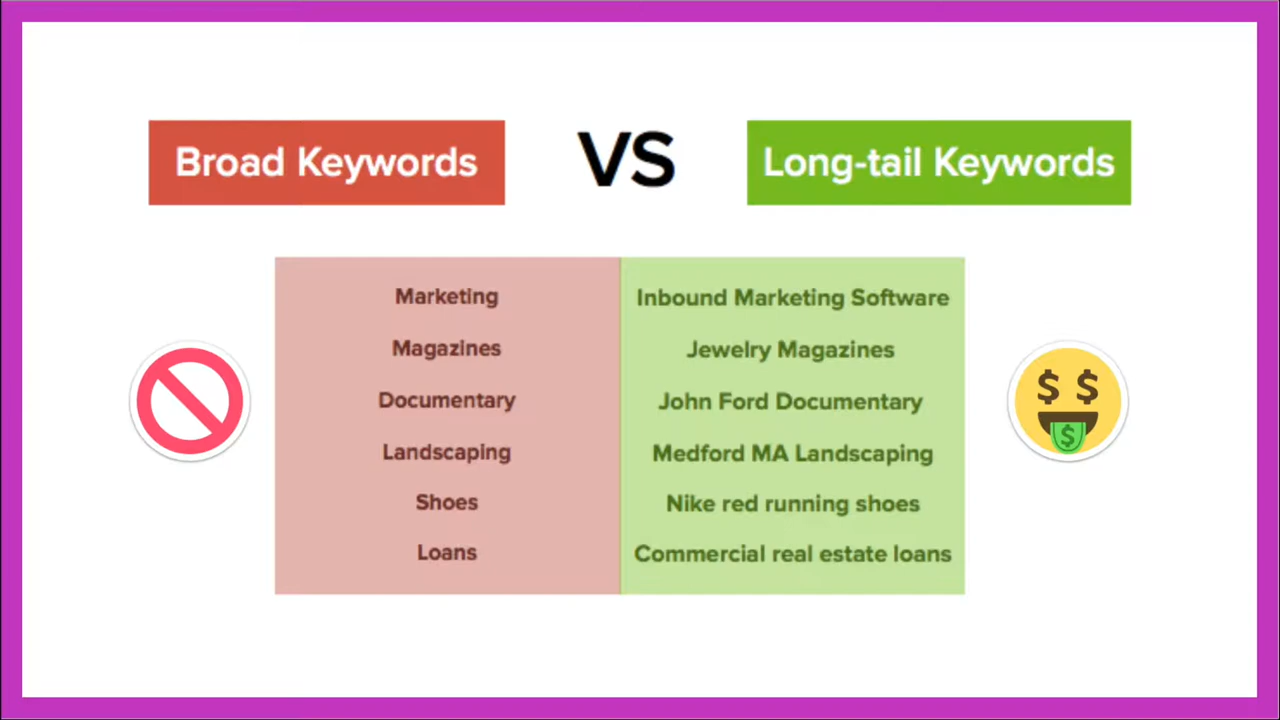 Broad Keywords VS Long-tail Keywords
Marketing Inbound Marketing Software
Magazines Jewelry Magazines
Documentary John Ford Documentary
Landscaping Medford MA Landscaping
Shoes Nike red running shoes
Loans Commercial real estate loans
$ $
$